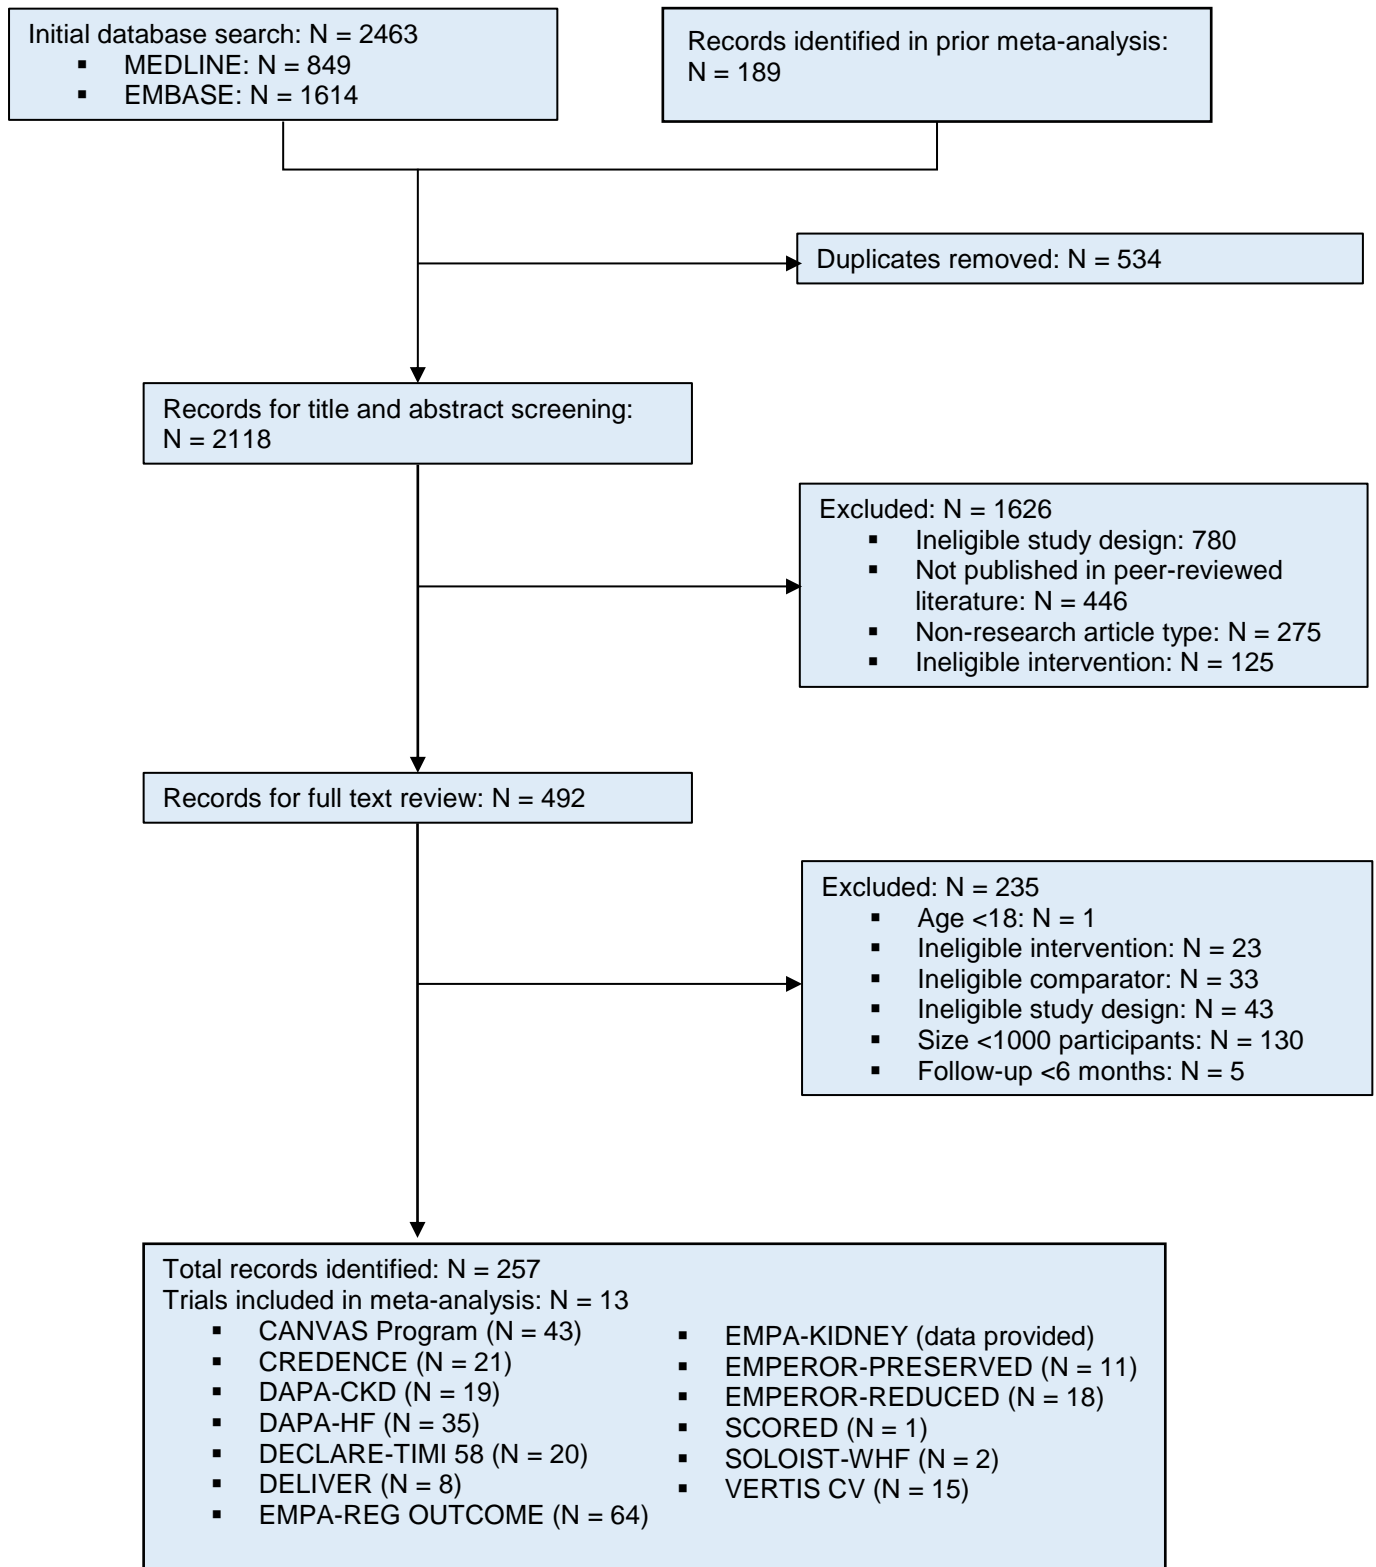 Initial database search: N = 2463
▪ MEDLINE: N = 849
▪ EMBASE: N = 1614
Records identified in prior meta-analysis:
N = 189
Duplicates removed: N = 534
Records for title and abstract screening:
N = 2118
Excluded: N = 1626
▪ Ineligible study design: 780
▪ Not published in peer-reviewed
literature: N = 446
▪ Non-research article type: N = 275
▪ Ineligible intervention: N = 125
Records for full text review: N = 492
Excluded: N = 235
▪ Age <18: N = 1
▪ Ineligible intervention: N = 23
▪ Ineligible comparator: N = 33
▪ Ineligible study design: N = 43
▪ Size <1000 participants: N = 130
▪ Follow-up <6 months: N = 5
Total records identified: N = 257
Trials included in meta-analysis: N = 13
▪ CANVAS Program (N = 43)
▪ CREDENCE (N = 21)
▪ DAPA-CKD (N = 19)
▪ DAPA-HF (N = 35)
▪ DECLARE-TIMI 58 (N = 20)
▪ DELIVER (N = 8)
▪ EMPA-REG OUTCOME (N = 64)
▪ EMPA-KIDNEY (data provided)
▪ EMPEROR-PRESERVED (N = 11)
▪ EMPEROR-REDUCED (N = 18)
▪ SCORED (N = 1)
▪ SOLOIST-WHF (N = 2)
▪ VERTIS CV (N = 15)